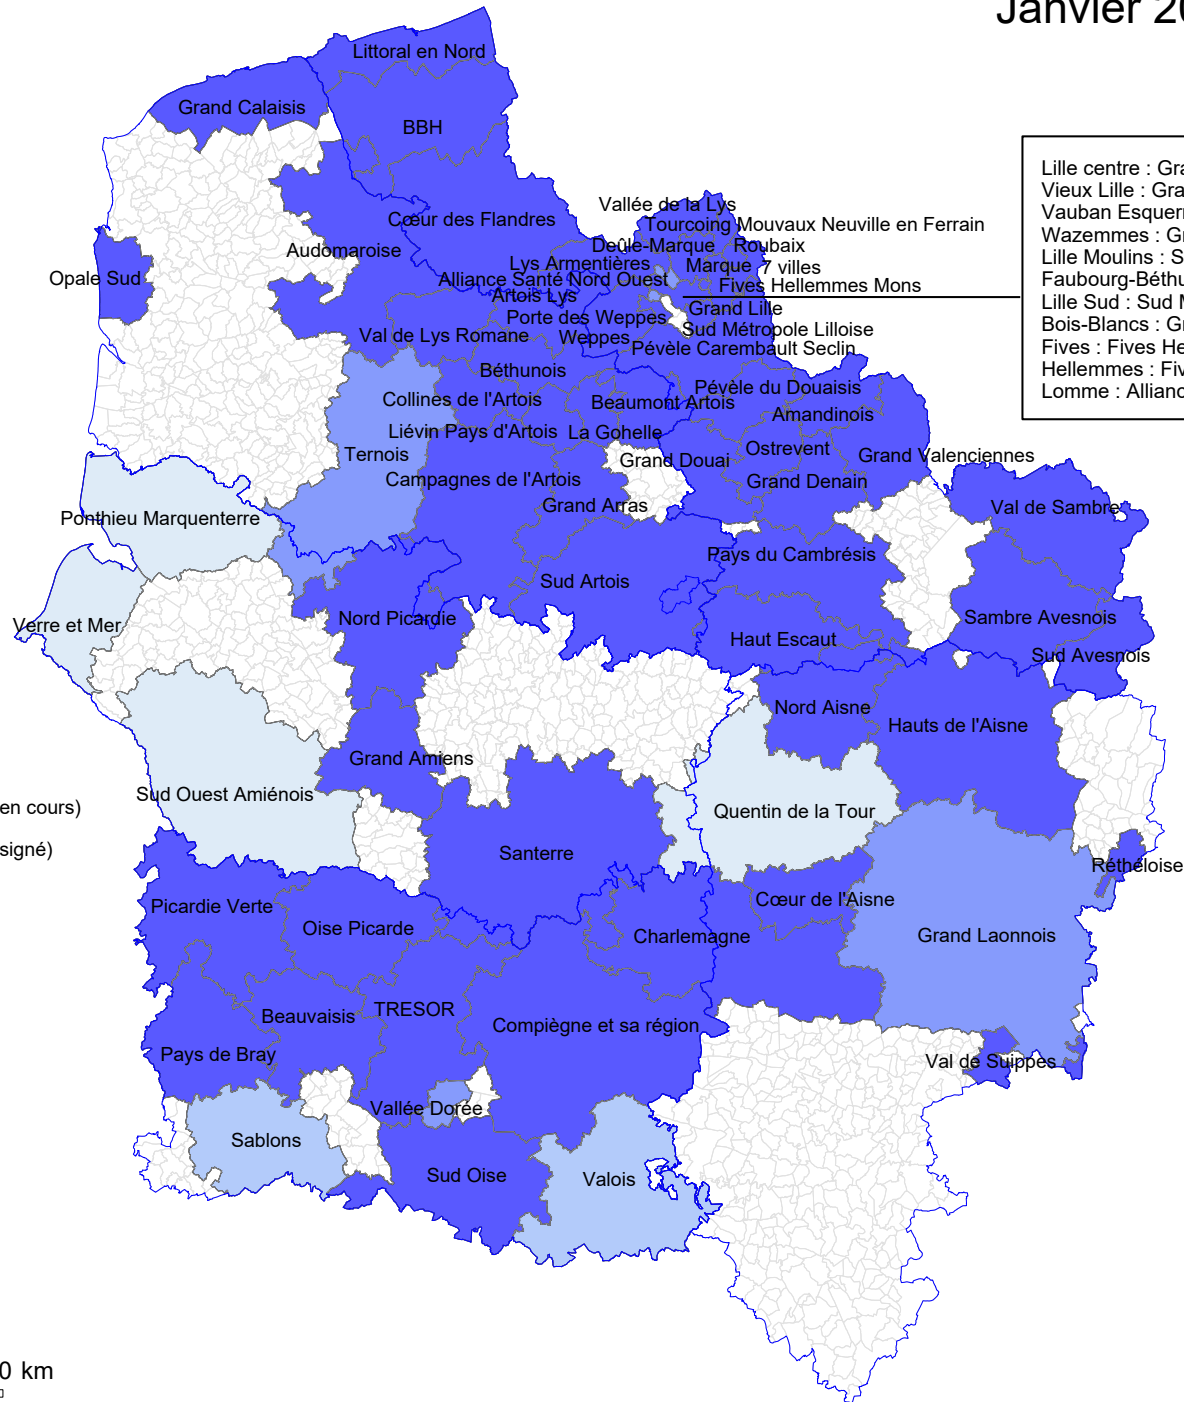 Janvier 20
Littoral en Nord
Grand Calaisis
BBH
Lille centre : Gra
Vieux Lille : Gra
Vauban Esquerr
Wazemmes : Gr
Lille Moulins : S
Faubourg-Béthu
Lille Sud : Sud M
Bois-Blancs : Gr
Fives : Fives He
Hellemmes : Fiv
Lomme : Allianc
Vallée de la Lys
Cœur des Flandres
Tourcoing Mouvaux Neuville en Ferrain
Audomaroise
Deûle-Marque
Roubaix
Lys Armentières
Marque
7 villes
Opale Sud
Alliance Santé Nord Ouest
Fives Hellemmes Mons
Artois Lys
Grand Lille
Porte des Weppes
Sud Métropole Lilloise
Val de Lys Romane
Weppes
Pévèle Carembault Seclin
Béthunois
Pévèle du Douaisis
Collines de l'Artois
Beaumont Artois
Amandinois
Liévin Pays d'Artois
La Gohelle
Ostrevent
Ternois
Grand Douai
Grand Valenciennes
Campagnes de l'Artois
Grand Denain
Grand Arras
Val de Sambre
Ponthieu Marquenterre
Pays du Cambrésis
Sud Artois
Nord Picardie
Sambre Avesnois
Verre et Mer
Haut Escaut
Sud Avesnois
Nord Aisne
Hauts de l'Aisne
Grand Amiens
Sud Ouest Amiénois
en cours)
Quentin de la Tour
signé)
Santerre
Réthéloise
Picardie Verte
Cœur de l'Aisne
Oise Picarde
Charlemagne
Grand Laonnois
TRESOR
Beauvaisis
Compiègne et sa région
Pays de Bray
Val de Suippes
Vallée Dorée
Sablons
Sud Oise
Valois
0 km